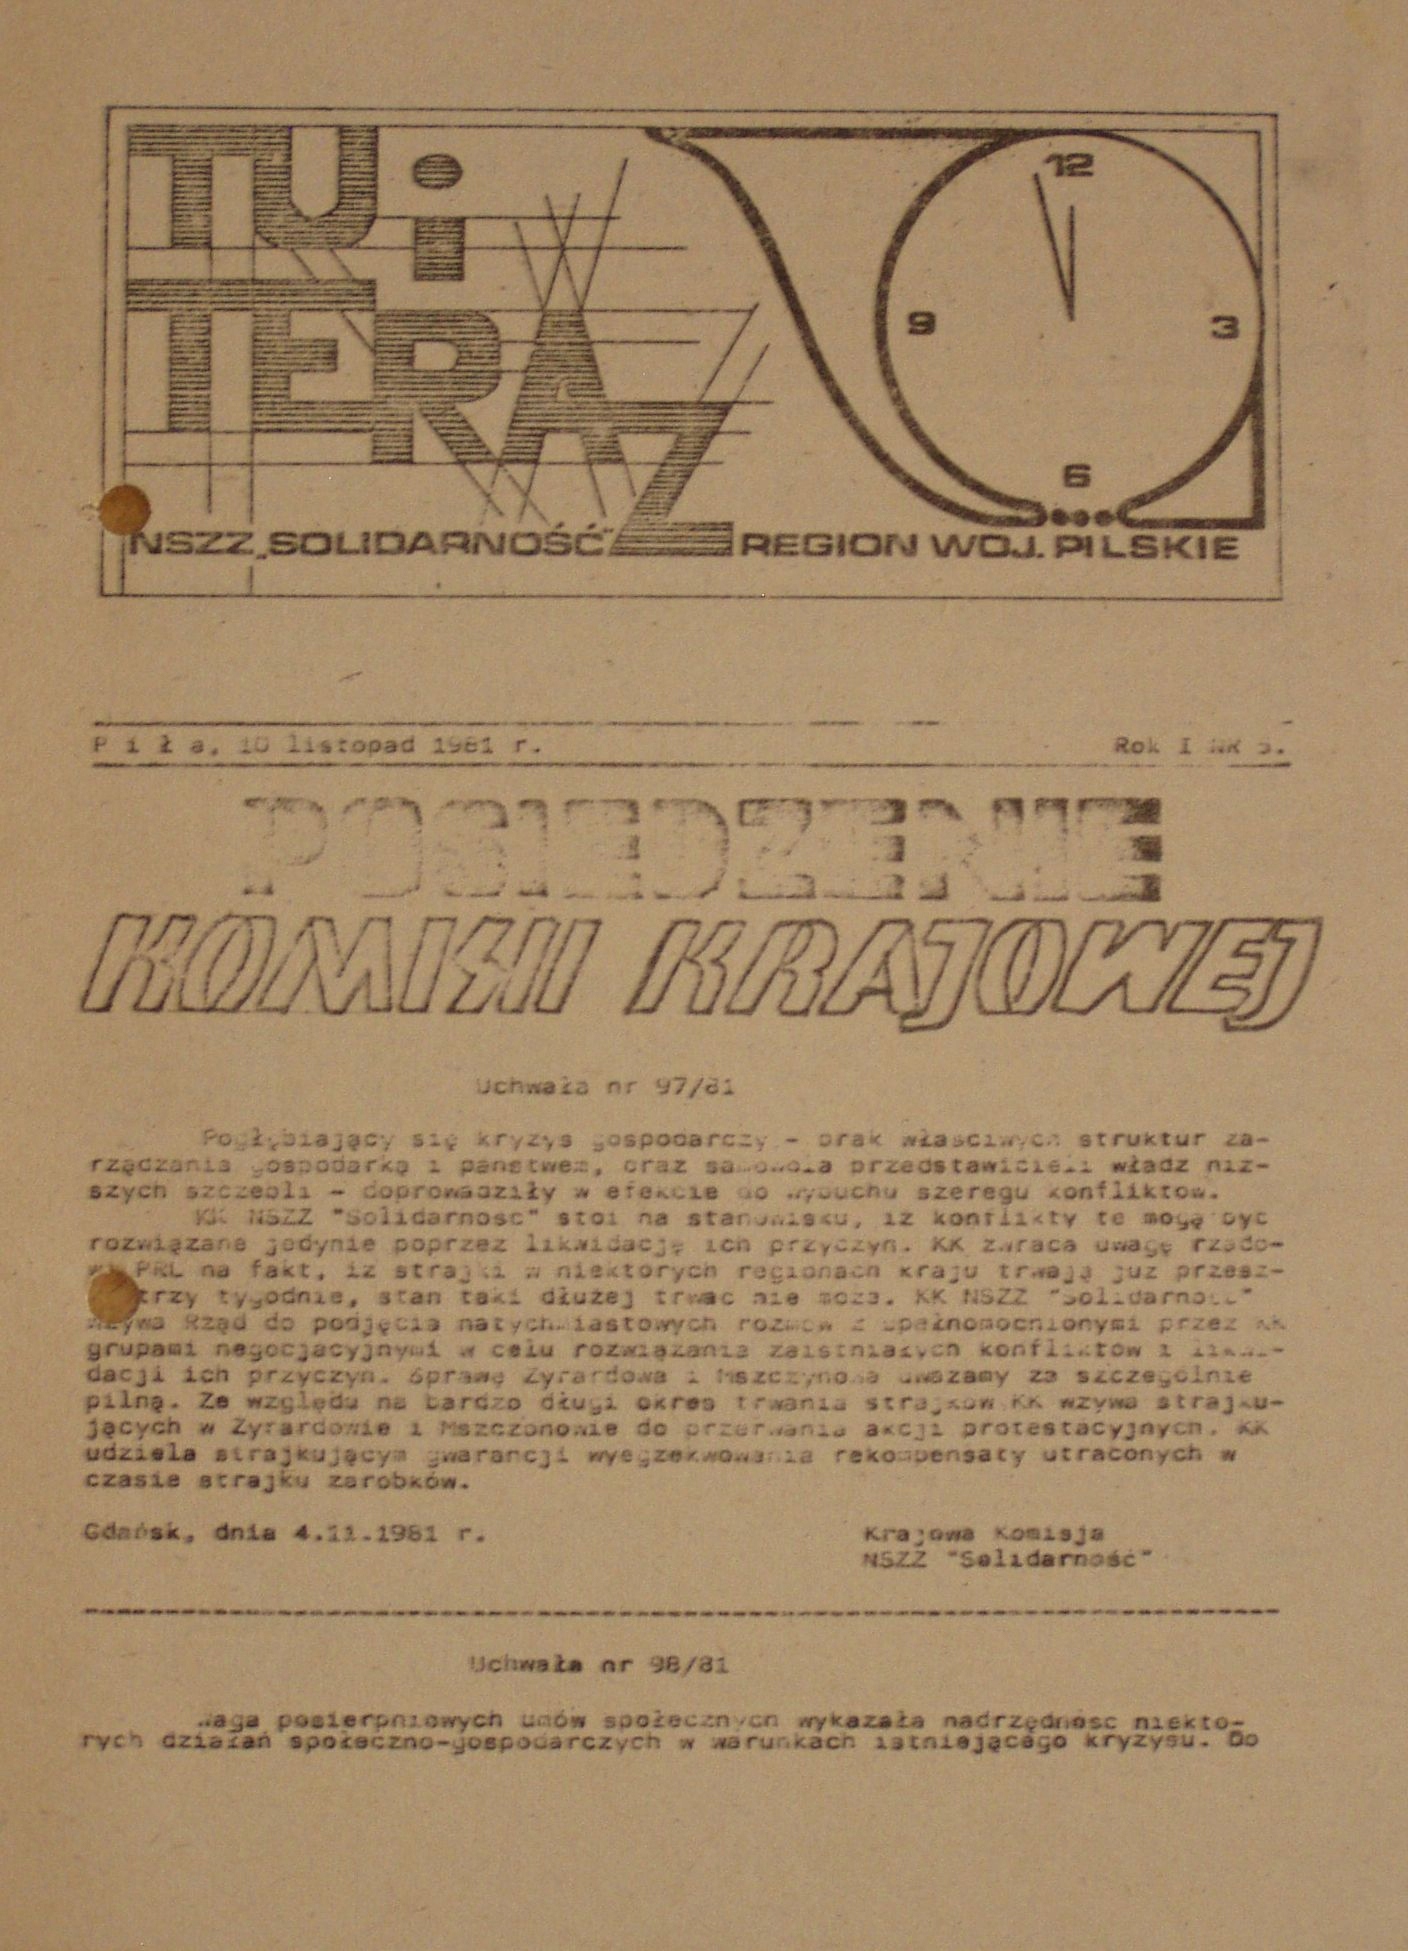 TU i
TERAZ
12
9 3
6
NSZZ „SOLIDARNOŚĆ” REGION WOJ. PILSKIE
P i ł a, 10 listopad 1981 r. Rok I NR 5.
POSIEDZENIE
KOMISJI KRAJOWEJ
Uchwała nr 97/81
Pogłębiający się kryzys gospodarczy - brak właściwych struktur za-
rządzania gospodarką i państwem, oraz samowola przedstawicieli władz niż-
szych szczebli - doprowadziły w efekcie do wybuchu szeregu konfliktów.
KK NSZZ "Solidarność" stoi na stanowisku, iż konflikty te mogą być
rozwiązane jedynie poprzez likwidację ich przyczyn. KK zwraca uwagę rządo-
wi PRL na fakt, iż strajki w niektórych regionach kraju trwają już przesz-
trzy tygodnie, stan taki dłużej trwać nie może. KK NSZZ "Solidarność"
wzywa Rząd do podjęcia natychmiastowych rozmów z upełnomocnionymi przez KK
grupami negocjacyjnymi w celu rozwiązania zaistniałych konfliktów i likwi-
dacji ich przyczyn. Sprawę Żyrardowa i Mszczonowa uważamy za szczególnie
pilną. Ze względu na bardzo długi okres trwania strajków KK wzywa strajku-
jących w Żyrardowie i Mszczonowie do przerwania akcji protestacyjnych. KK
udziela strajkującym gwarancji wyegzekwowania rekompensaty utraconych w
czasie strajku zarobków.
Gdańsk, dnia 4.11.1981 r. Krajowa Komisja
NSZZ "Solidarność"
Uchwała nr 98/81
posierpniowych umów społecznych wykazała nadrzędność niektó-
rych działań społeczno-gospodarczych w warunkach istniejącego kryzysu. Do